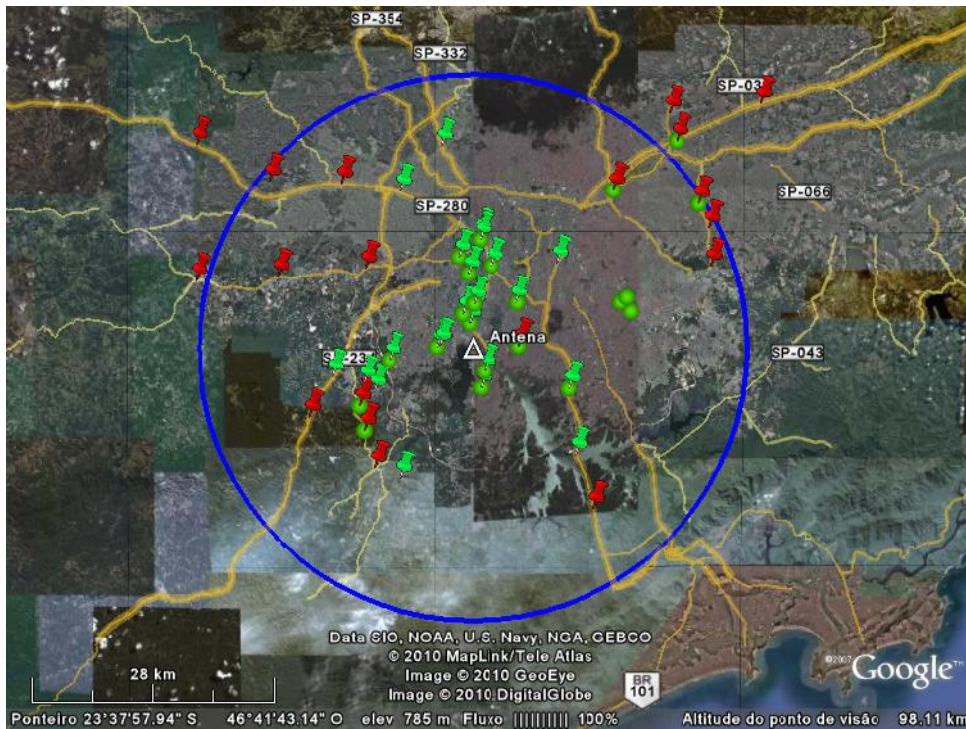 SP-354
SP-332
SP-03
SP-066
SP-280
Antena
SP-23
SP-043
Data SIO, NOAA, U.S. Navy, NGA, GEBCO
© 2010 MapLink/Tele Atlas
Image © 2010 GeoEye
Image © 2010 DigitalGlobe
28 km
BR
101
©2007 Google™
Ponteiro 23°37'57.94" S 46°41'43.14" O elev 785 m Fluxo |||||||||| 100% Altitude do ponto de visão 98.11 km